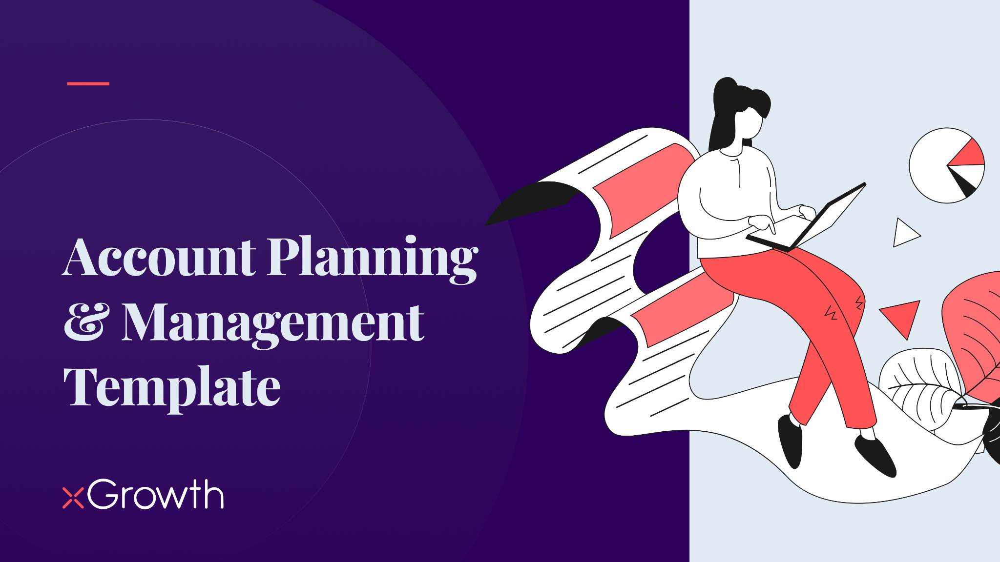 Account Planning
& Management
Template
xGrowth